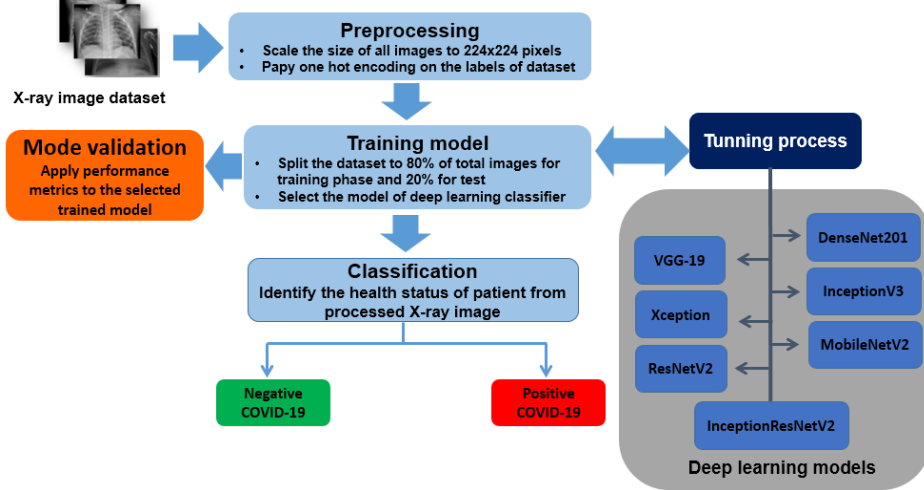 Preprocessing
• Scale the size of all images to 224x224 pixels
• Papy one hot encoding on the labels of dataset
X-ray image dataset
Mode validation
Apply performance
metrics to the selected
trained model
Training model
• Split the dataset to 80% of total images for
training phase and 20% for test
• Select the model of deep learning classifier
Tunning process
Classification
Identify the health status of patient from
processed X-ray image
Negative
COVID-19
Positive
COVID-19
DenseNet201
VGG-19
InceptionV3
Xception
MobileNetV2
ResNetV2
InceptionResNetV2
Deep learning models